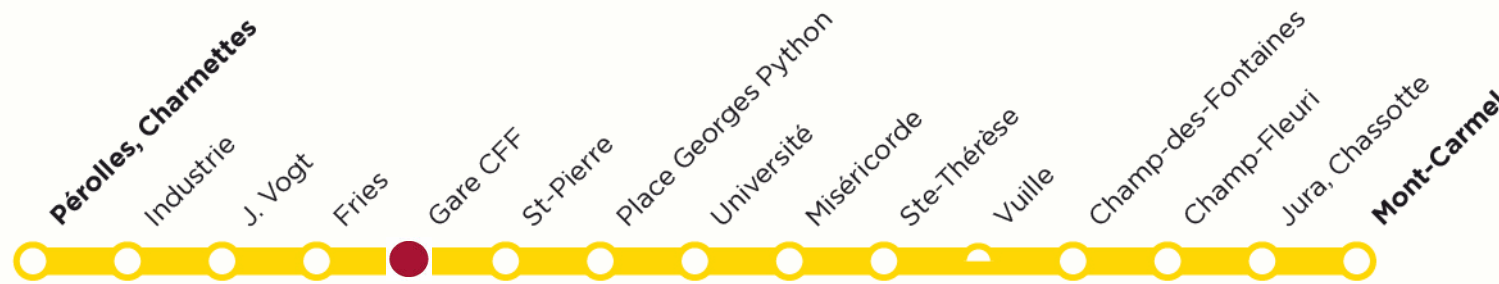 Pérolles, Charmettes
Industrie
J. Vogt
Fries
Gare CFF
St-Pierre
Place Georges Python
Université
Miséricorde
Ste-Thérèse
Vuille
Champ-des-Fontaines
Champ-Fleuri
Jura, Chassotte
Mont-Carmel